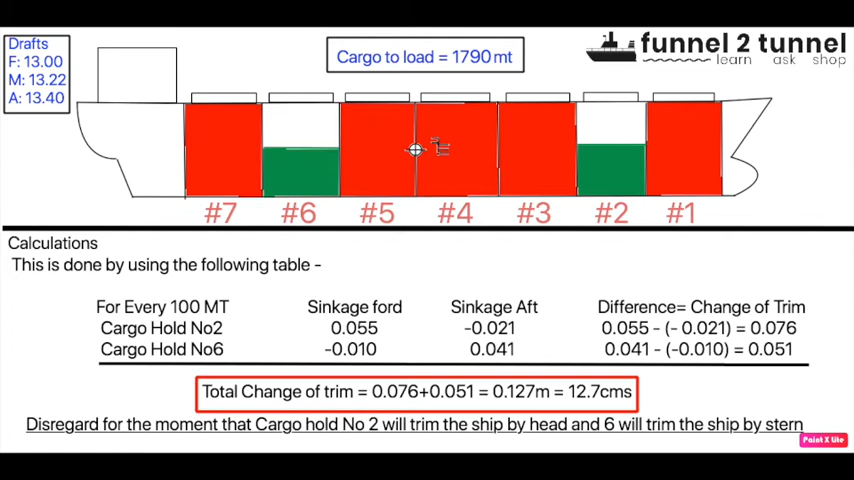 Drafts
F: 13.00
M: 13.22
A: 13.40
Cargo to load = 1790mt
funnel 2 tunnel
learn ask shop
#7 #6 #5 #4 #3 #2 #1
Calculations
This is done by using the following table -
For Every 100 MT Sinkage ford Sinkage Aft Difference= Change of Trim
Cargo Hold No2 0.055 -0.021 0.055 - (- 0.021) = 0.076
Cargo Hold No6 -0.010 0.041 0.041 - (-0.010) = 0.051
Total Change of trim = 0.076+0.051 = 0.127m = 12.7cms
Disregard for the moment that Cargo hold No 2 will trim the ship by head and 6 will trim the ship by stern
Paint X Lite